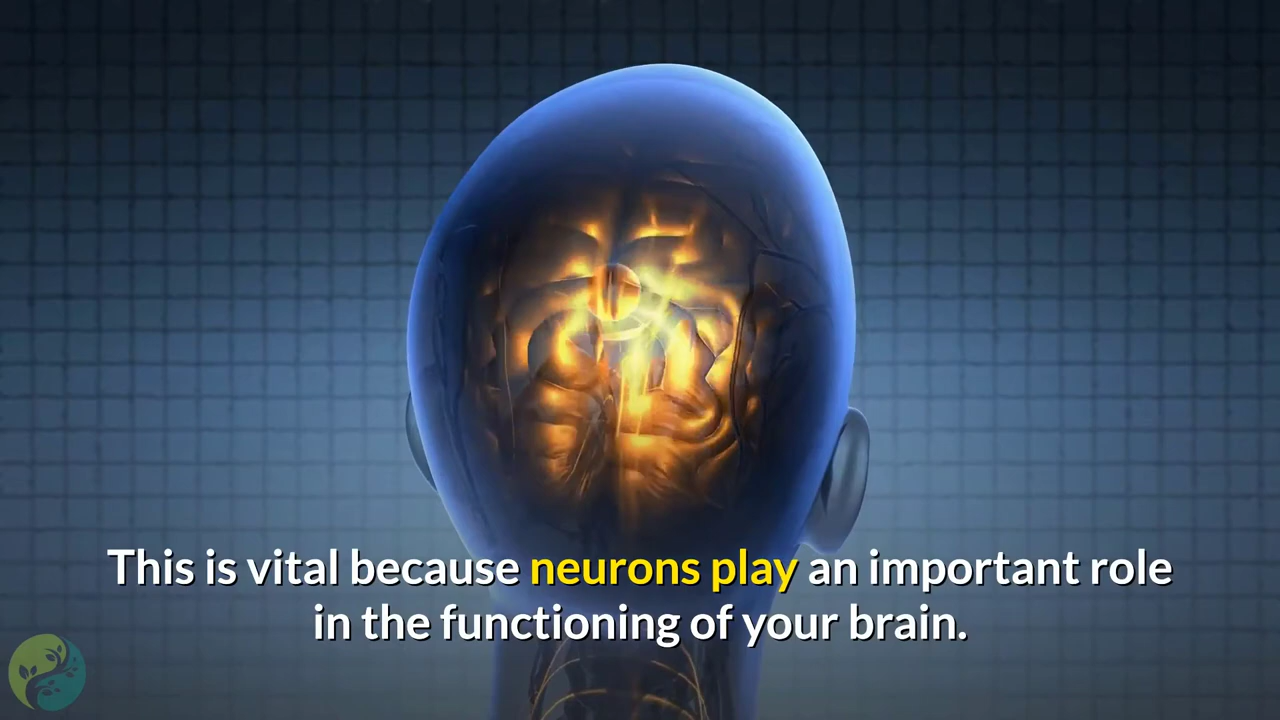 This is vital because neurons play an important role
in the functioning of your brain.